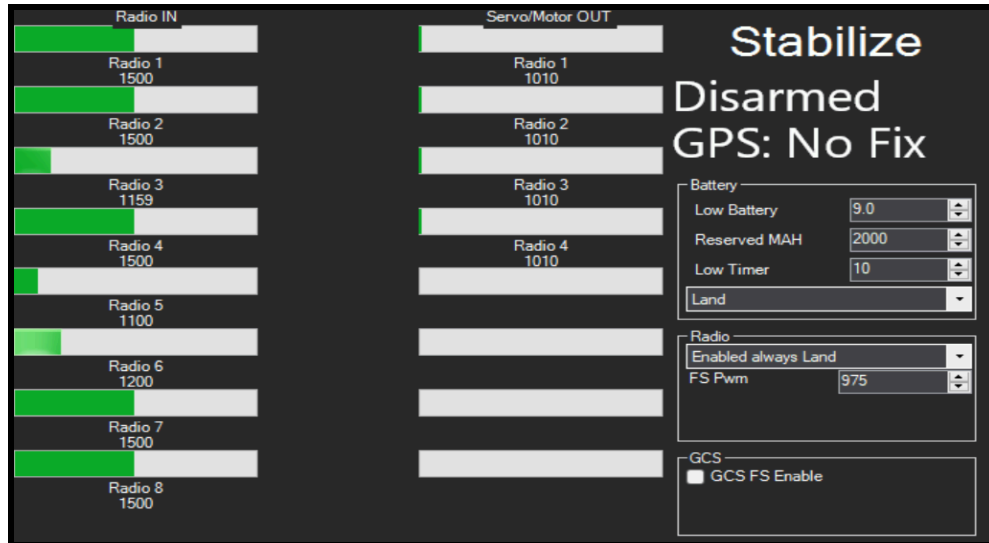 Radio IN
Radio 1
1500
Radio 2
1500
Radio 3
1159
Radio 4
1500
Radio 5
1100
Radio 6
1200
Radio 7
1500
Radio 8
1500
Servo/Motor OUT
Radio 1
1010
Radio 2
1010
Radio 3
1010
Radio 4
1010
Stabilize
Disarmed
GPS: No Fix
Battery
Low Battery 9.0
Reserved MAH 2000
Low Timer 10
Land
Radio
Enabled always Land
FS Pwm 975
GCS
GCS FS Enable